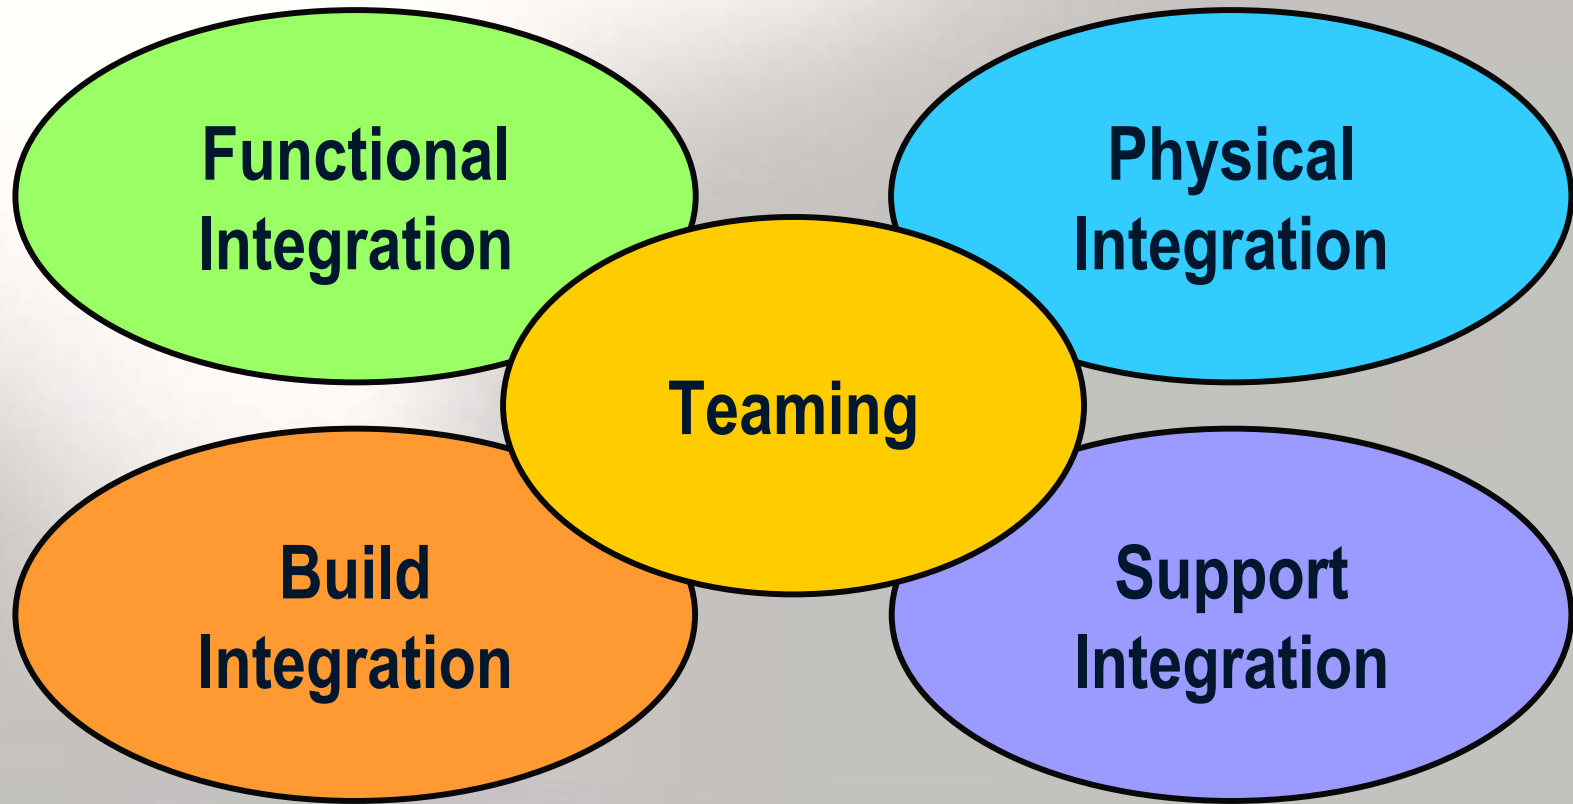 Functional
Integration
Physical
Integration
Teaming
Build
Integration
Support
Integration